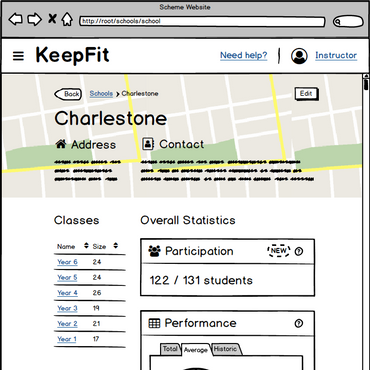 Scheme Website
http://root/schools/school
KeepFit
Need help?
Instructor
Back
Schools
Charlestone
Edit
Charlestone
Address
Contact
Classes
Overall Statistics
Name Size
Year 6 24
Year 5 24
Year 4 26
Year 3 19
Year 2 21
Year 1 17
Participation
NEW
?
122 / 131 students
Performance
?
Total Average Historic